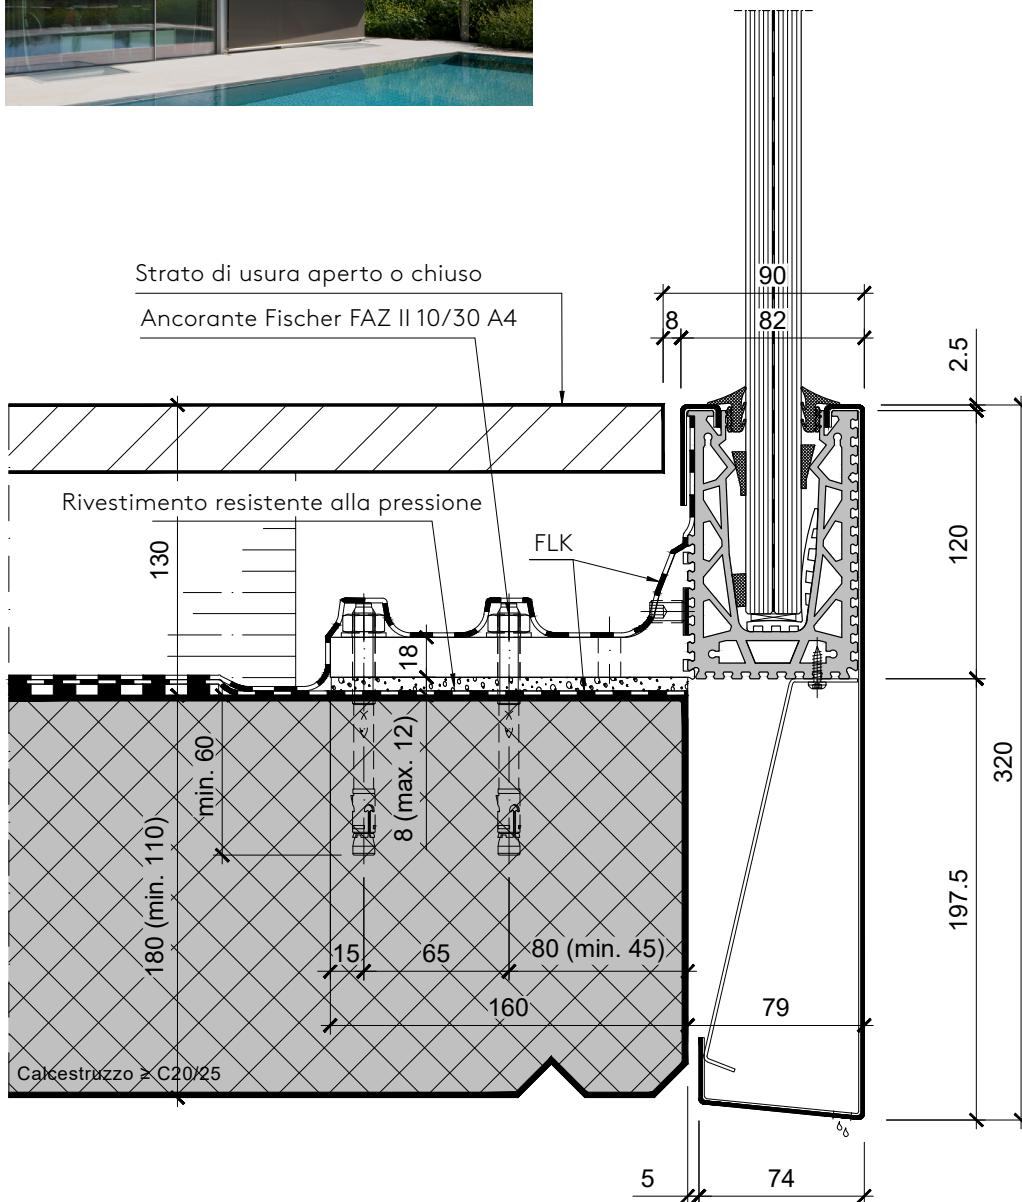 90
8 82
2.5
Strato di usura aperto o chiuso
Ancorante Fischer FAZ II 10/30 A4
Rivestimento resistente alla pressione
FLK
130
120
18
320
min. 60
8 (max. 12)
180 (min. 110)
197.5
15 65 80 (min. 45)
160 79
Calcestruzzo ≥ C20/25
5 74